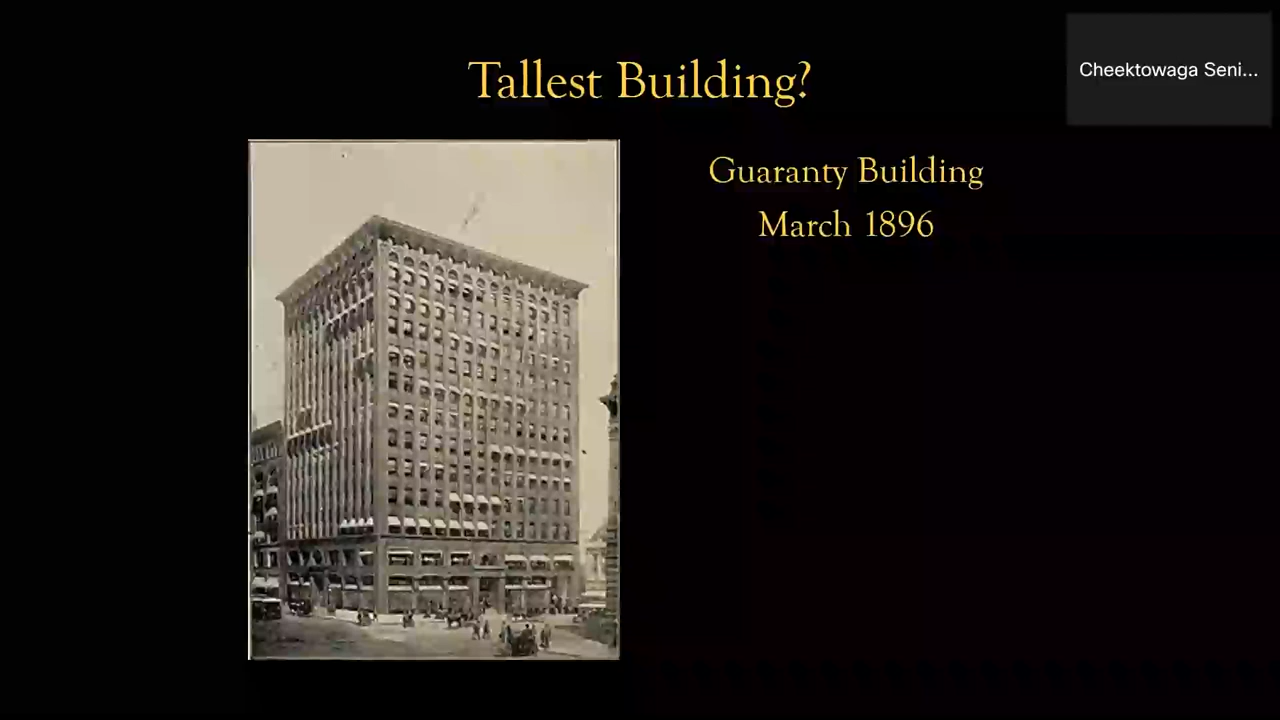 Tallest Building?
Cheektowaga Seni...
Guaranty Building
March 1896